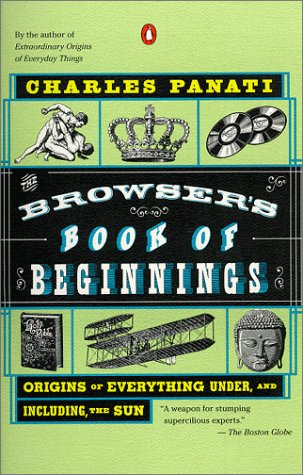 By the author of
Extraordinary Origins
of Everyday Things
CHARLES PANATI
THE
BROWSER'S
BOOK OF
BEGINNINGS
ORIGINS OF EVERYTHING UNDER, AND
INCLUDING, THE SUN
"A weapon for stumping
supercilious experts."
— The Boston Globe